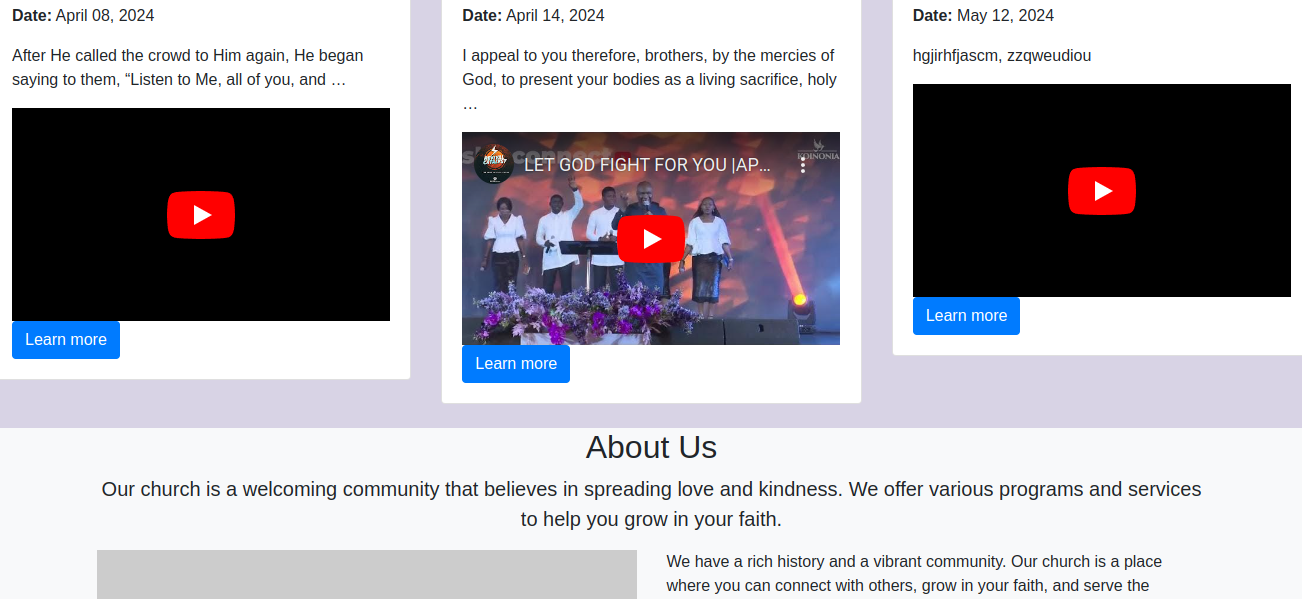 Date: April 08, 2024
After He called the crowd to Him again, He began
saying to them, “Listen to Me, all of you, and …
Learn more
Date: April 14, 2024
I appeal to you therefore, brothers, by the mercies of
God, to present your bodies as a living sacrifice, holy
…
LET GOD FIGHT FOR YOU |AP...
KOINONIA
Learn more
Date: May 12, 2024
hgjirhfjascm, zzqweudiou
Learn more
About Us
Our church is a welcoming community that believes in spreading love and kindness. We offer various programs and services
to help you grow in your faith.
We have a rich history and a vibrant community. Our church is a place
where you can connect with others, grow in your faith, and serve the